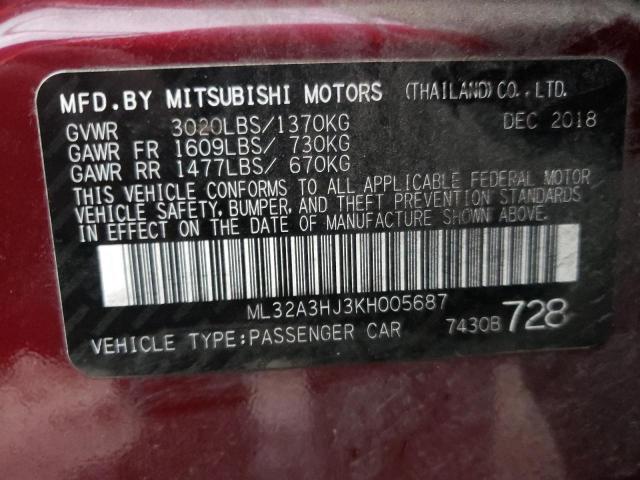 MFD.BY MITSUBISHI MOTORS (THAILAND)CO.,LTD.
GVWR 3020LBS/1370KG DEC 2018
GAWR FR 1609LBS/ 730KG
GAWR RR 1477LBS/ 670KG
THIS VEHICLE CONFORMS TO ALL APPLICABLE FEDERAL MOTOR
VEHICLE SAFETY, BUMPER, AND THEFT PREVENTION STANDARDS
IN EFFECT ON THE DATE OF MANUFACTURE SHOWN ABOVE.
ML32A3HJ3KH005687
VEHICLE TYPE:PASSENGER CAR 7430B 728